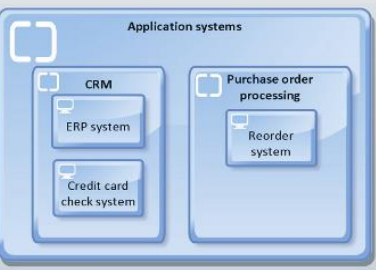 Application systems
CRM
ERP system
Credit card
check system
Purchase order
processing
Reorder
system